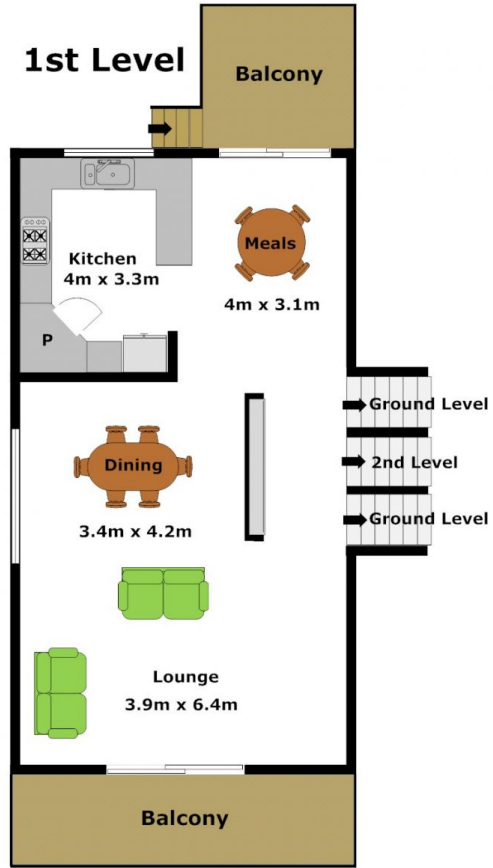 1st Level
Balcony
Kitchen
4m x 3.3m
Meals
4m x 3.1m
P
Ground Level
2nd Level
Ground Level
Dining
3.4m x 4.2m
Lounge
3.9m x 6.4m
Balcony